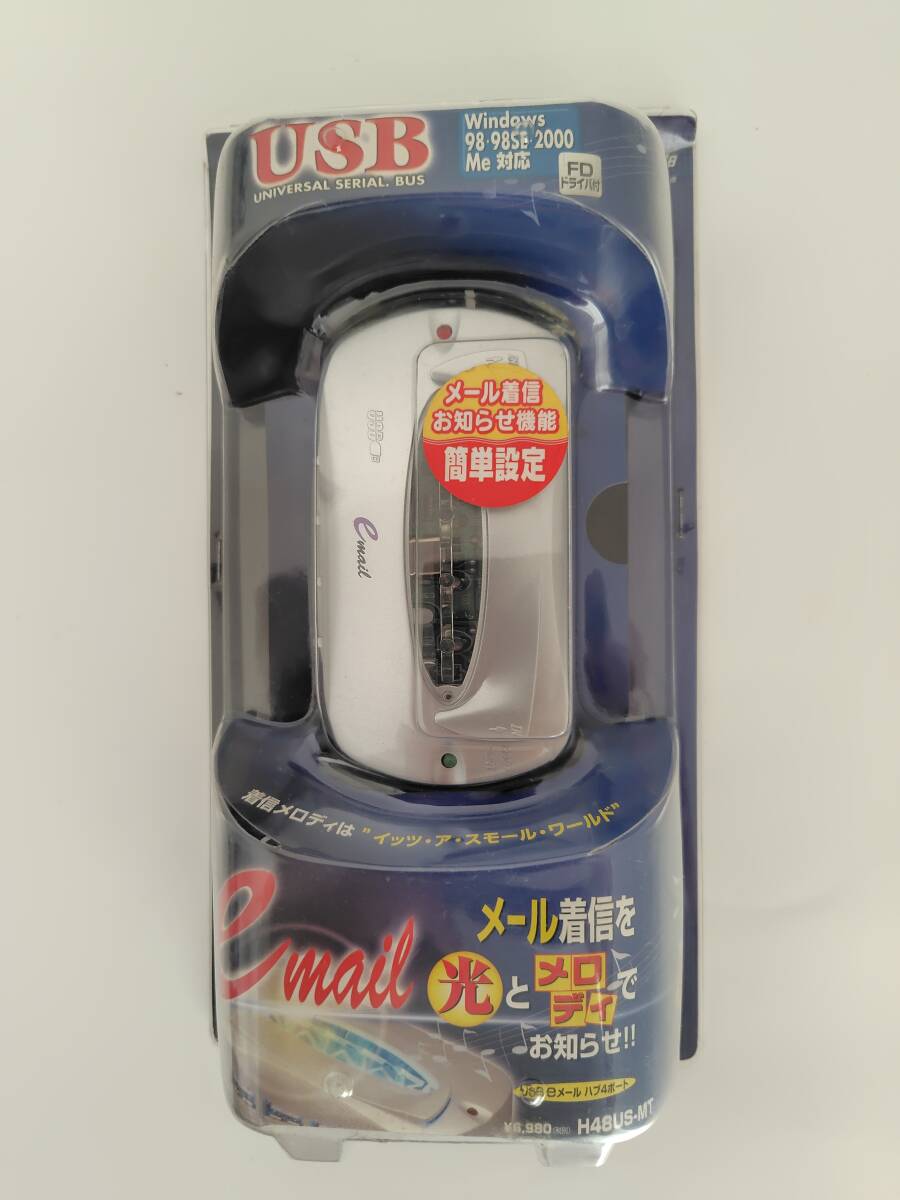 USB
UNIVERSAL SERIAL. BUS
Windows
98・98SE・2000
Me 対応
FD
ドライバ付
メール着信
お知らせ機能
簡単設定
email
着信メロディは "イッツ・ア・スモール・ワールド"
email
メール着信を
光とメロディで
お知らせ!!
USB eメール ハブ4ポート
¥6,980
H48US-MT